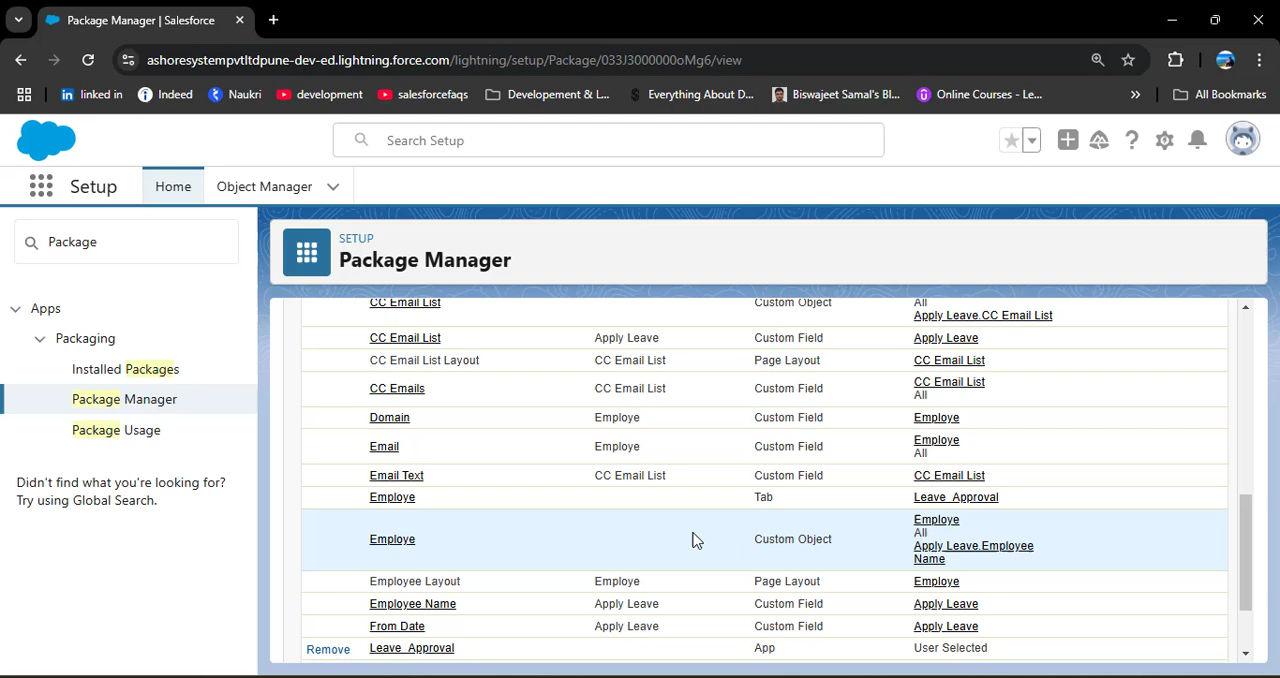 Package Manager | Salesforce
ashoresystempvtltdpune-dev-ed.lightning.force.com/lightning/setup/Package/033J3000000oMg6/view
linked in Indeed Naukri development salesforcefaqs Developement & L... Everything About D... Biswajeet Samal's Bl... Online Courses - Le... » All Bookmarks
Search Setup
Setup Home Object Manager
Package
Apps
Packaging
Installed Packages
Package Manager
Package Usage
Didn't find what you're looking for?
Try using Global Search.
SETUP
Package Manager
CC Email List Custom Object All
Apply Leave.CC Email List
CC Email List Apply Leave Custom Field Apply Leave
CC Email List Layout CC Email List Page Layout CC Email List
CC Emails CC Email List Custom Field CC Email List
All
Domain Employe Custom Field Employe
Email Employe Custom Field Employe
All
Email Text CC Email List Custom Field CC Email List
Employe Tab Leave_Approval
Employe Custom Object Employe
All
Apply Leave.Employee
Name
Employee Layout Employe Page Layout Employe
Employee Name Apply Leave Custom Field Apply Leave
From Date Apply Leave Custom Field Apply Leave
Remove Leave_Approval App User Selected